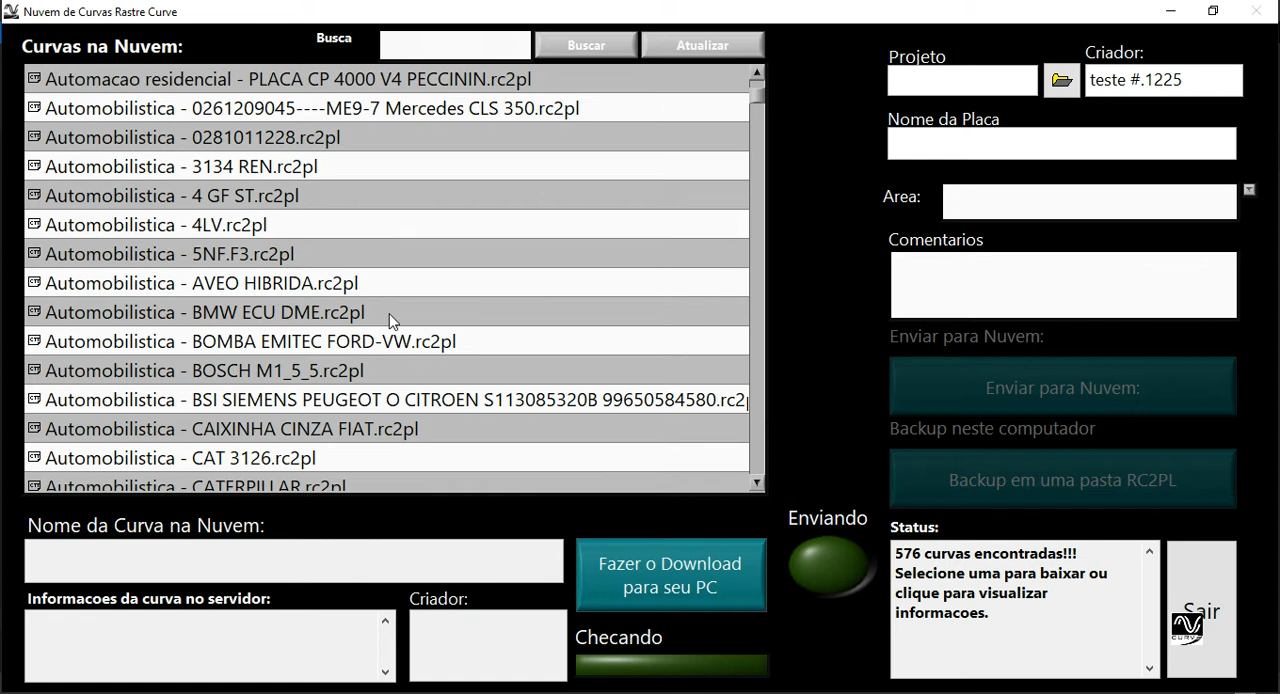 Nuvem de Curvas Rastre Curve
Curvas na Nuvem:
Busca
Buscar
Atualizar
Automacao residencial - PLACA CP 4000 V4 PECCININ.rc2pl
Automobilistica - 0261209045----ME9-7 Mercedes CLS 350.rc2pl
Automobilistica - 0281011228.rc2pl
Automobilistica - 3134 REN.rc2pl
Automobilistica - 4 GF ST.rc2pl
Automobilistica - 4LV.rc2pl
Automobilistica - 5NF.F3.rc2pl
Automobilistica - AVEO HIBRIDA.rc2pl
Automobilistica - BMW ECU DME.rc2pl
Automobilistica - BOMBA EMITEC FORD-VW.rc2pl
Automobilistica - BOSCH M1_5_5.rc2pl
Automobilistica - BSI SIEMENS PEUGEOT O CITROEN S113085320B 99650584580.rc2p
Automobilistica - CAIXINHA CINZA FIAT.rc2pl
Automobilistica - CAT 3126.rc2pl
Automobilistica - CATERPILLAR.rc2pl
Nome da Curva na Nuvem:
Informacoes da curva no servidor:
Criador:
Fazer o Download
para seu PC
Checando
Enviando
Projeto
Criador:
teste #.1225
Nome da Placa
Area:
Comentarios
Enviar para Nuvem:
Enviar para Nuvem:
Backup neste computador
Backup em uma pasta RC2PL
Status:
576 curvas encontradas!!!
Selecione uma para baixar ou
clique para visualizar
informacoes.
Sair
CURVE